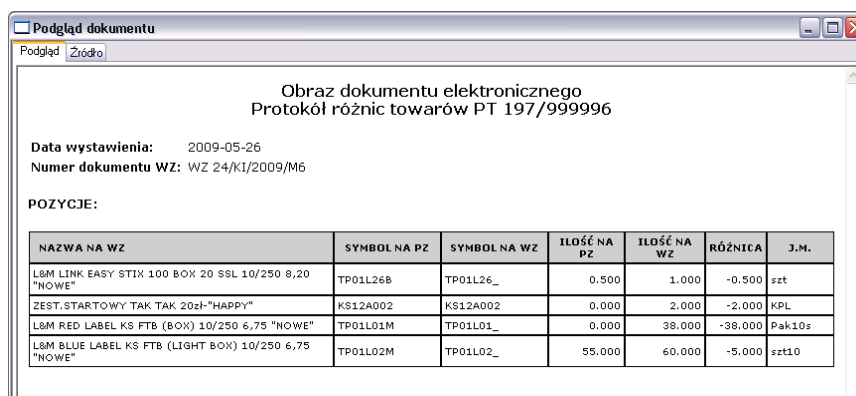 Podgląd dokumentu
Podgląd Źródło
Obraz dokumentu elektronicznego
Protokół różnic towarów PT 197/999996
Data wystawienia: 2009-05-26
Numer dokumentu WZ: WZ 24/KI/2009/M6
POZYCJE:
NAZWA NA WZ SYMBOL NA PZ SYMBOL NA WZ ILOŚĆ NA PZ ILOŚĆ NA WZ RÓŻNICA J.M.
L&M LINK EASY STIX 100 BOX 20 SSL 10/250 8,20 "NOWE" TP01L26B TP01L26_ 0.500 1.000 -0.500 szt
ZEST.STARTOWY TAK TAK 20zł-"HAPPY" KS12A002 KS12A002 0.000 2.000 -2.000 KPL
L&M RED LABEL KS FTB (BOX) 10/250 6,75 "NOWE" TP01L01M TP01L01_ 0.000 38.000 -38.000 Pak10s
L&M BLUE LABEL KS FTB (LIGHT BOX) 10/250 6,75 "NOWE" TP01L02M TP01L02_ 55.000 60.000 -5.000 szt10